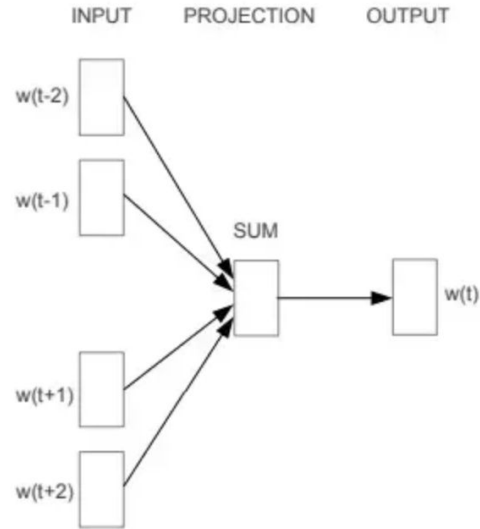 INPUT PROJECTION OUTPUT
w(t-2)
w(t-1)
SUM
w(t)
w(t+1)
w(t+2)